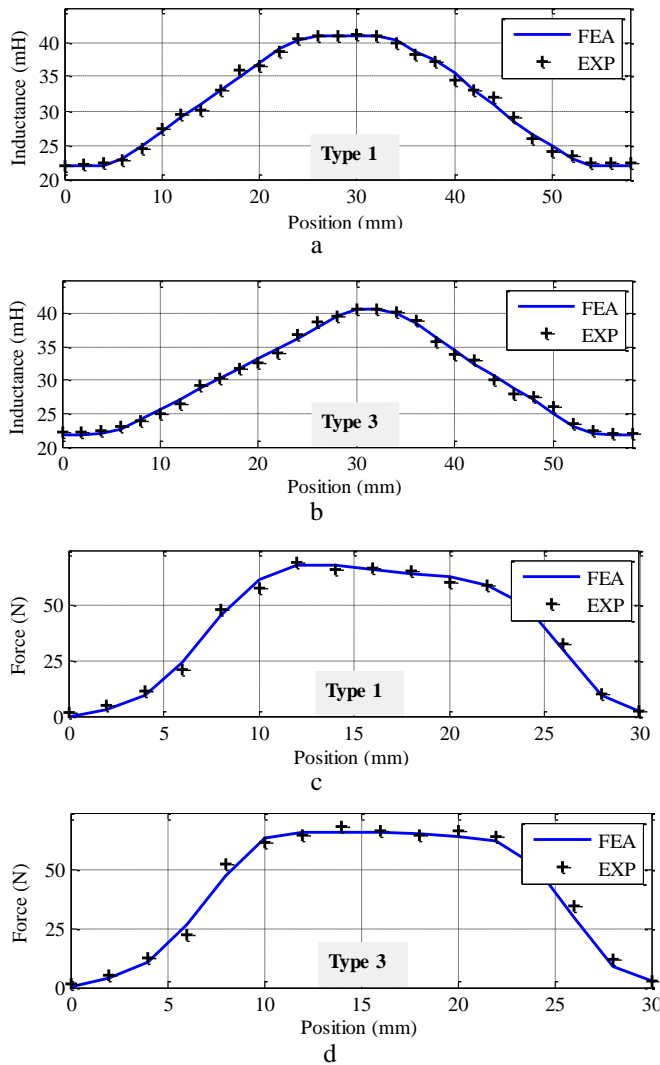 40
35
30
25
20
Inductance (mH)
FEA
EXP
Type 1
0 10 20 30 40 50
Position (mm)
a
40
35
30
25
20
Inductance (mH)
FEA
EXP
Type 3
0 10 20 30 40 50
Position (mm)
b
50
25
0
Force (N)
FEA
EXP
Type 1
0 5 10 15 20 25 30
Position (mm)
c
50
25
0
Force (N)
FEA
EXP
Type 3
0 5 10 15 20 25 30
Position (mm)
d